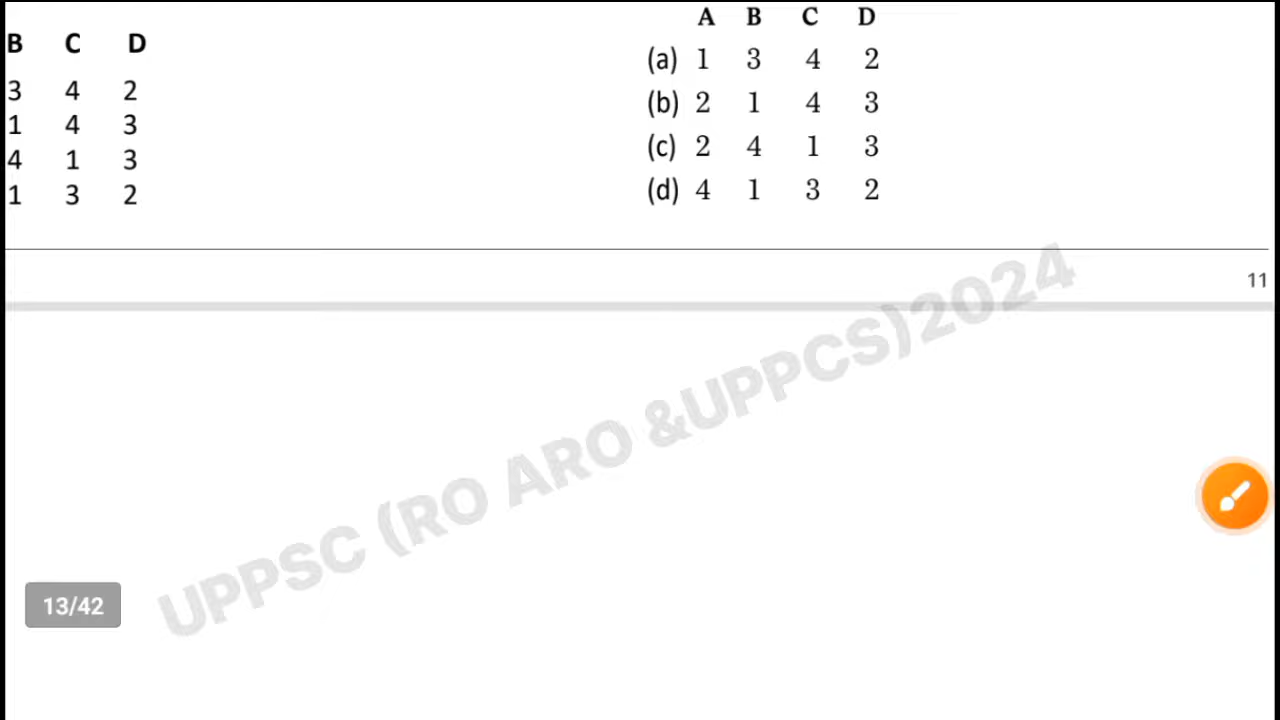 B C D
3 4 2
1 4 3
4 1 3
1 3 2
A B C D
(a) 1 3 4 2
(b) 2 1 4 3
(c) 2 4 1 3
(d) 4 1 3 2
11
UPPSC (RO ARO &UPPCS)2024
13/42